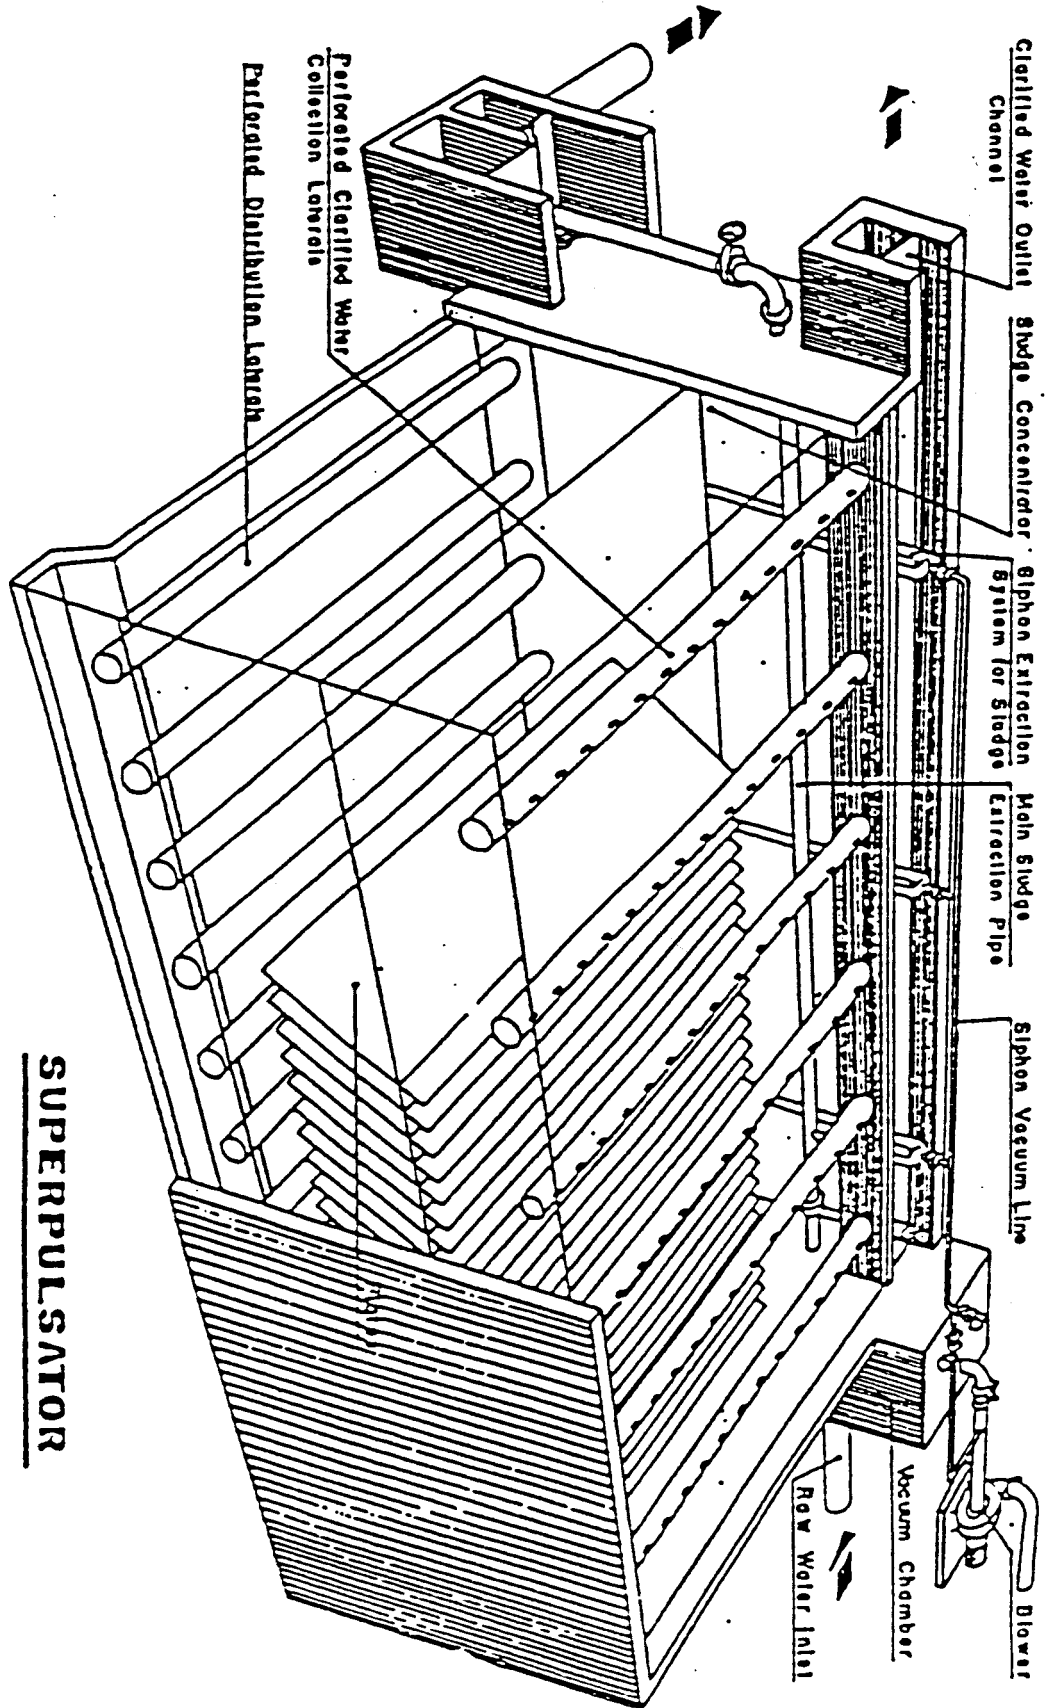 Clarified Water Outlet
Channel
Sludge Concentrator
Siphon Extraction
System for Sludge
Main Sludge
Extraction Pipe
Siphon Vacuum Line
Blower
Vacuum Chamber
Raw Water Inlet
Perforated Clarified Water
Collection Laterals
Perforated Distribution Laterals
SUPERPULSATOR